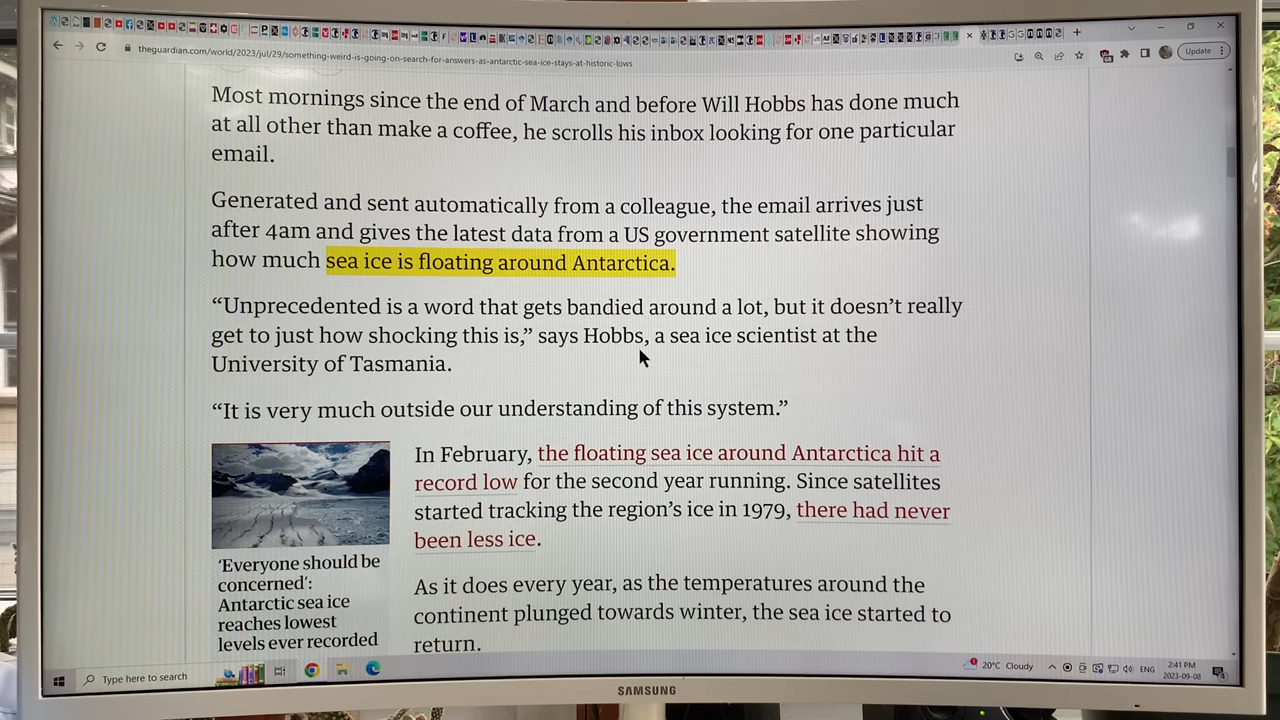 theguardian.com/world/2023/jul/29/something-weird-is-going-on-search-for-answers-as-antarctic-sea-ice-stays-at-historic-lows
Update
Most mornings since the end of March and before Will Hobbs has done much
at all other than make a coffee, he scrolls his inbox looking for one particular
email.
Generated and sent automatically from a colleague, the email arrives just
after 4am and gives the latest data from a US government satellite showing
how much sea ice is floating around Antarctica.
“Unprecedented is a word that gets bandied around a lot, but it doesn’t really
get to just how shocking this is,” says Hobbs, a sea ice scientist at the
University of Tasmania.
“It is very much outside our understanding of this system.”
In February, the floating sea ice around Antarctica hit a
record low for the second year running. Since satellites
started tracking the region’s ice in 1979, there had never
been less ice.
‘Everyone should be
concerned’:
Antarctic sea ice
reaches lowest
levels ever recorded
As it does every year, as the temperatures around the
continent plunged towards winter, the sea ice started to
return.
Type here to search
20°C Cloudy
ENG
2:41 PM
2023-09-08
SAMSUNG